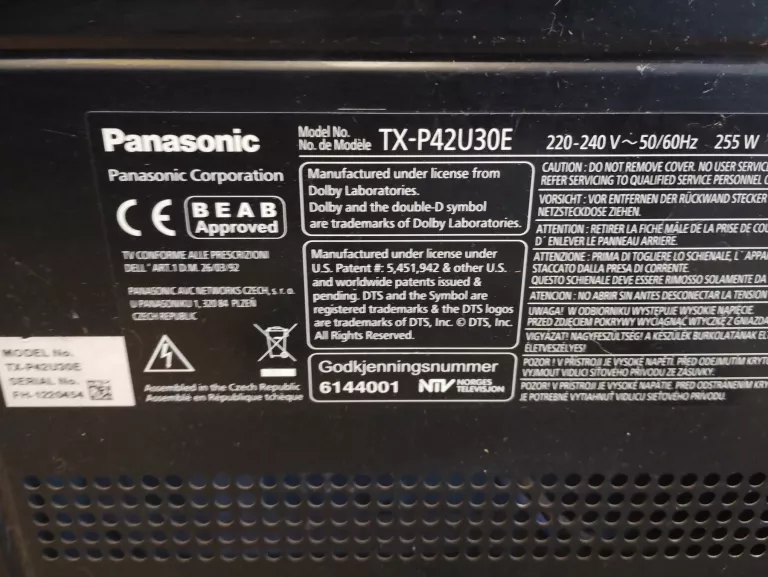 Panasonic
Model No.
No. de Modèle TX-P42U30E
220-240 V~50/60Hz 255 W
Panasonic Corporation
CE
BEAB
Approved
TV CONFORME ALLE PRESCRIZIONI
DELL' ART.1 D.M. 26/03/92
PANASONIC AVC NETWORKS CZECH, s. r. o.
U PANASONIKU 1, 320 84 PLZEŇ
CZECH REPUBLIC
Assembled in the Czech Republic
Assemblé en République tchèque
MODEL No.
TX-P42U30E
SERIAL No.
FH-1220454
Manufactured under license from
Dolby Laboratories.
Dolby and the double-D symbol
are trademarks of Dolby Laboratories.
Manufactured under license under
U.S. Patent #: 5,451,942 & other U.S.
and worldwide patents issued &
pending. DTS and the Symbol are
registered trademarks & the DTS logos
are trademarks of DTS, Inc. © DTS, Inc.
All Rights Reserved.
Godkjenningsnummer
6144001 NTV NORGES
TELEVISJON
CAUTION : DO NOT REMOVE COVER. NO USER SERVIC
REFER SERVICING TO QUALIFIED SERVICE PERSONNEL
VORSICHT : VOR ENTFERNEN DER RÜCKWAND STECKER
NETZSTECKDOSE ZIEHEN.
ATTENTION : RETIRER LA FICHE MÂLE DE LA PRISE DE COU
D' ENLEVER LE PANNEAU ARRIERE.
ATTENZIONE : PRIMA DI TOGLIERE LO SCHIENALE, L' APPA
STACCATO DALLA PRESA DI CORRENTE.
QUESTO SCHIENALE DEVE ESSERE RIMOSSO SOLAMENTE DA
ATENCION : NO ABRIR SIN ANTES DESCONECTAR LA TENSION
UWAGA! W ODBIORNIKU WYSTĘPUJE WYSOKIE NAPIĘCIE.
PRZED ZDJĘCIEM POKRYWY WYCIĄGNĄĆ WTYCZKĘ Z GNIAZDA
VIGYÁZAT! NAGYFESZÜLTSÉG! A KÉSZÜLÉK BURKOLATÁNAK EL
ÉLETVESZÉLYES!
POZOR ! V PŘÍSTROJI JE VYSOKÉ NAPĚTÍ. PŘED ODEJMUTÍM KRYT
VYJMOUT VIDLICI SÍŤOVÉHO PŘÍVODU ZE ZÁSUVKY.
POZOR! V PRÍSTROJI JE VYSOKÉ NAPÄTIE. PRED ODSTRÁNENÍM KRY
JE POTREBNÉ VYTIAHNUŤ VIDLICU SIEŤOVÉHO PRÍVODU ZO